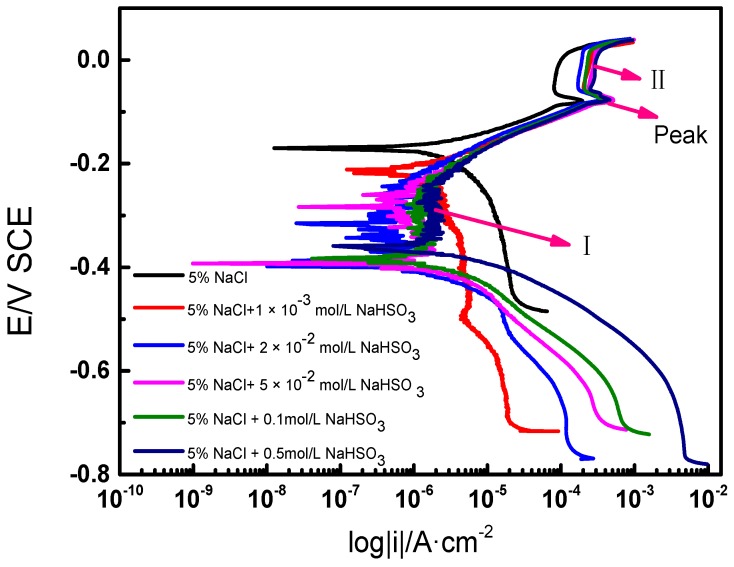 0.0
-0.2
-0.4
-0.6
-0.8
E/V SCE
II
Peak
I
5% NaCl
5% NaCl+1 × 10⁻³ mol/L NaHSO₃
5% NaCl+ 2 × 10⁻² mol/L NaHSO₃
5% NaCl+ 5 × 10⁻² mol/L NaHSO ₃
5% NaCl + 0.1mol/L NaHSO₃
5% NaCl + 0.5mol/L NaHSO₃
10⁻¹⁰ 10⁻⁹ 10⁻⁸ 10⁻⁷ 10⁻⁶ 10⁻⁵ 10⁻⁴ 10⁻³ 10⁻²
log|i|/A·cm⁻²